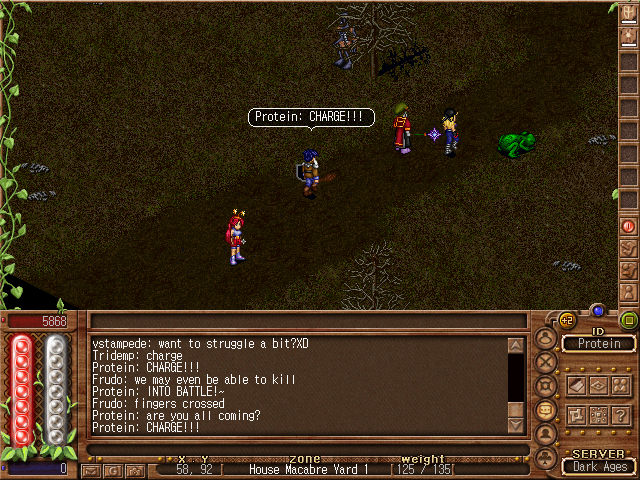 Protein: CHARGE!!!
5868
vstampede: want to struggle a bit?XD
Tridemp: charge
Protein: CHARGE!!!
Frudo: we may even be able to kill
Protein: INTO BATTLE!~
Frudo: fingers crossed
Protein: are you all coming?
Protein: CHARGE!!!
+2
ID
Protein
x y zone weight
0 58, 92 House Macabre Yard 1 125 / 135
G
?
SERVER
Dark Ages